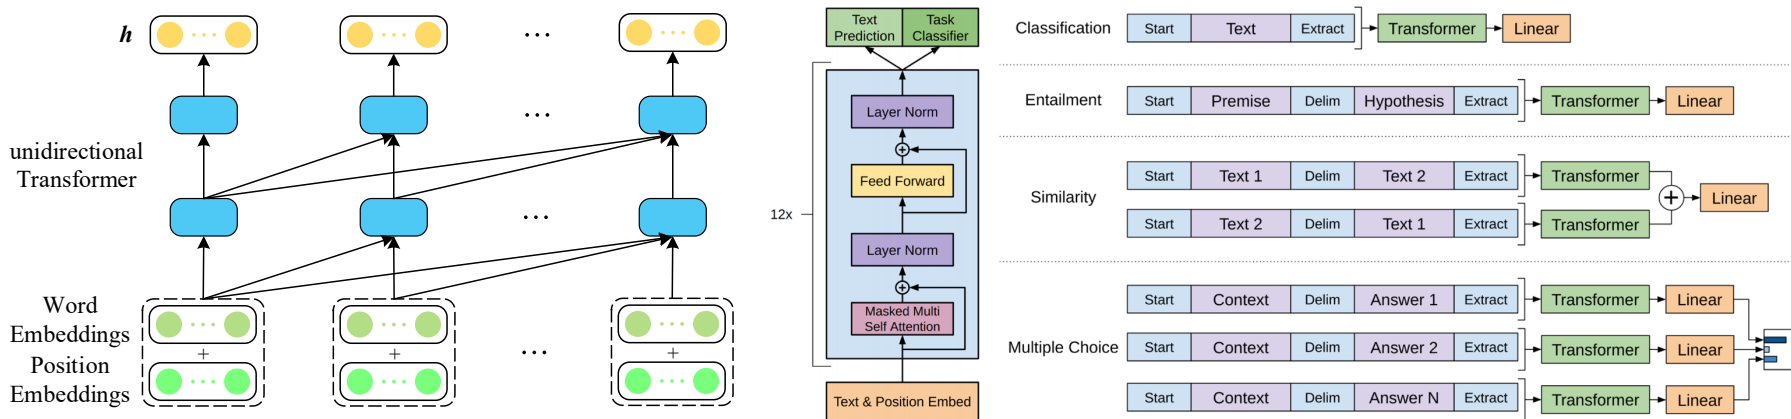 h
unidirectional
Transformer
Word
Embeddings
+
+
+
Position
Embeddings
Text
Prediction
Task
Classifier
12x
Layer Norm
+
Feed Forward
Layer Norm
+
Masked Multi
Self Attention
Text & Position Embed
Classification
Start Text Extract Transformer Linear
Entailment
Start Premise Delim Hypothesis Extract Transformer Linear
Similarity
Start Text 1 Delim Text 2 Extract Transformer
+ Linear
Start Text 2 Delim Text 1 Extract Transformer
Multiple Choice
Start Context Delim Answer 1 Extract Transformer Linear
Start Context Delim Answer 2 Extract Transformer Linear
Start Context Delim Answer N Extract Transformer Linear